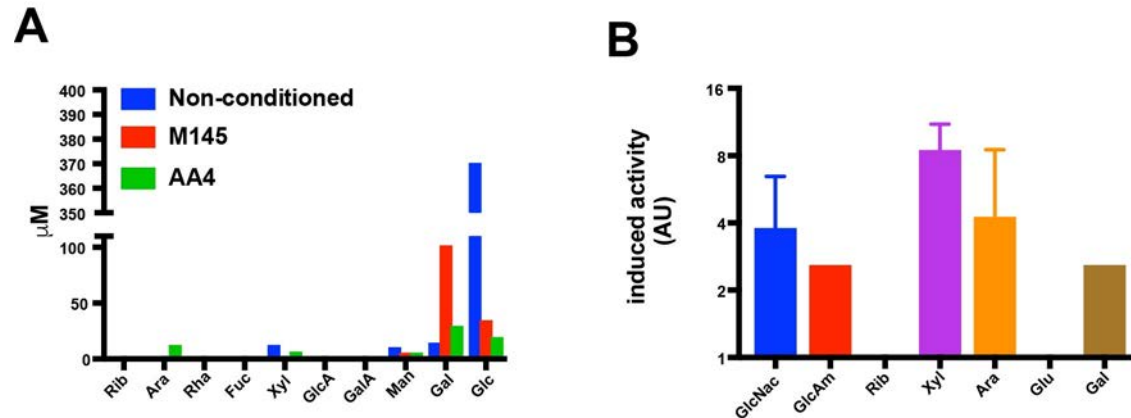 A
μM
400
390
380
370
360
350
100
50
0
Non-conditioned
M145
AA4
Rib
Ara
Rha
Fuc
Xyl
GlcA
GalA
Man
Gal
Glc
B
induced activity
(AU)
16
8
4
2
1
GlcNac
GlcAm
Rib
Xyl
Ara
Glu
Gal